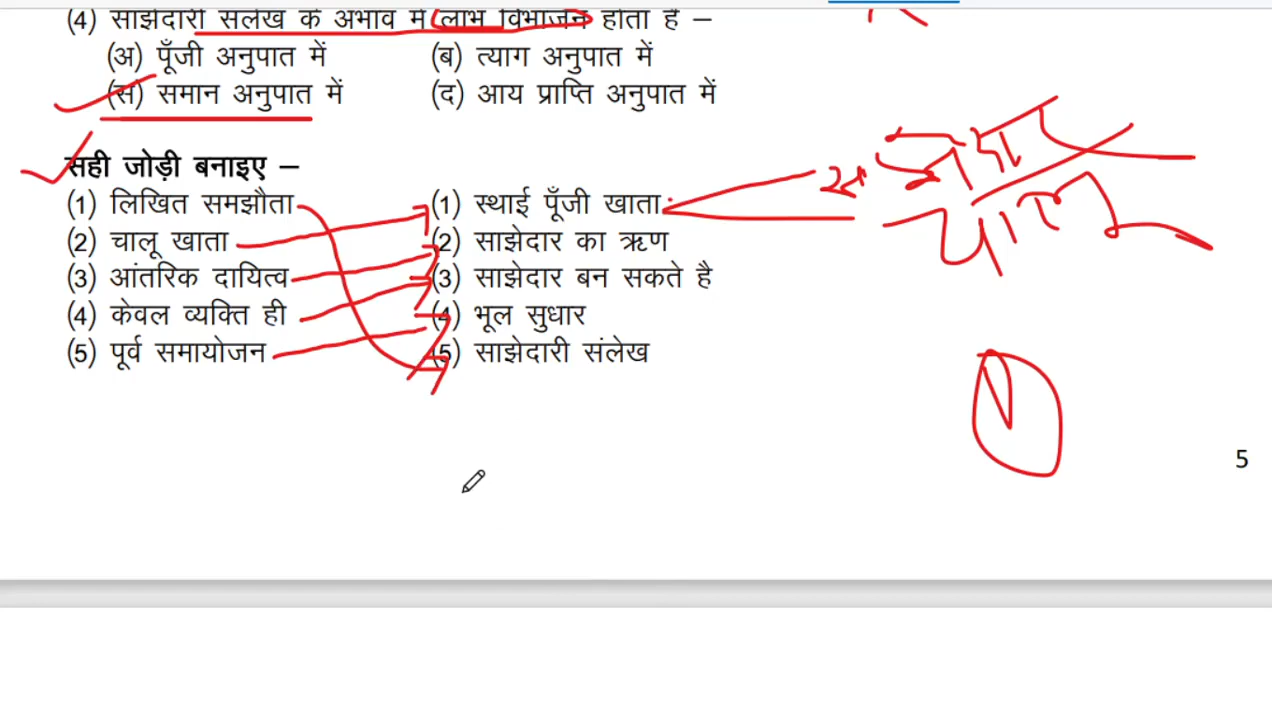 (4) साझेदारी संलेख के अभाव में लाभ विभाजन होता है –
(अ) पूँजी अनुपात में (ब) त्याग अनुपात में
(स) समान अनुपात में (द) आय प्राप्ति अनुपात में
सही जोड़ी बनाइए –
(1) लिखित समझौता (1) स्थाई पूँजी खाता
(2) चालू खाता (2) साझेदार का ऋण
(3) आंतरिक दायित्व (3) साझेदार बन सकते है
(4) केवल व्यक्ति ही (4) भूल सुधार
(5) पूर्व समायोजन (5) साझेदारी संलेख
5